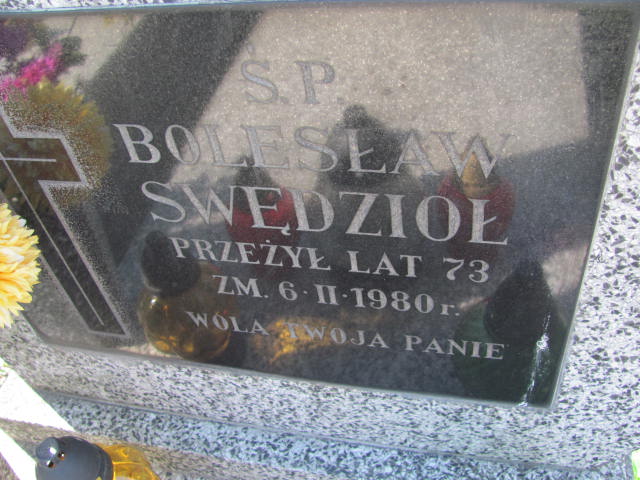 Ś.P.
BOLESŁAW
SWĘDZIOŁ
PRZEŻYŁ LAT 73
ZM. 6·II·1980 r.
WOLA TWOJA PANIE